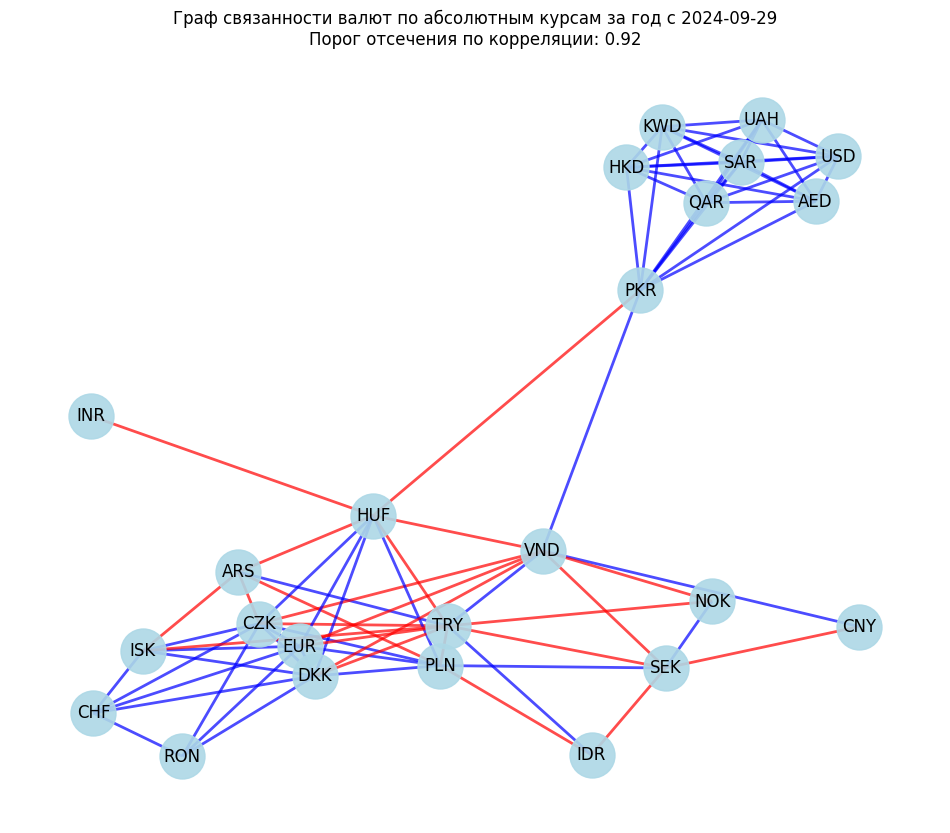 Граф связанности валют по абсолютным курсам за год с 2024-09-29
Порог отсечения по корреляции: 0.92
UAH
KWD
USD
SAR
HKD
AED
QAR
PKR
INR
HUF
VND
ARS
NOK
CZK
TRY
CNY
EUR
ISK
PLN
SEK
DKK
CHF
IDR
RON